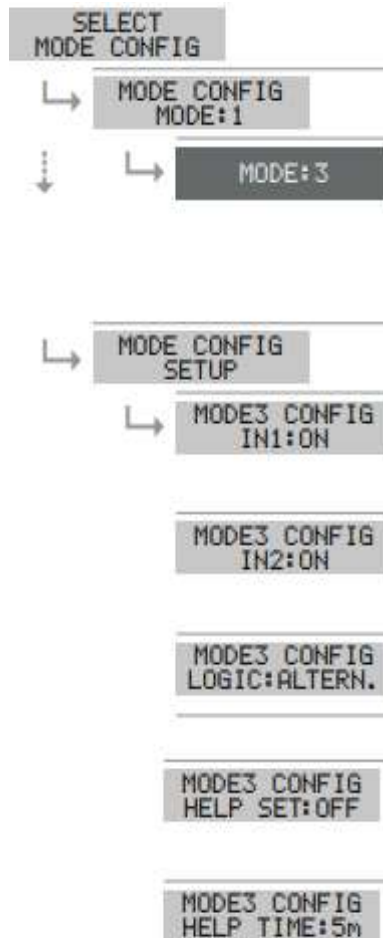 SELECT
MODE CONFIG
MODE CONFIG
MODE:1
MODE:3
MODE CONFIG
SETUP
MODE3 CONFIG
IN1:ON
MODE3 CONFIG
IN2:ON
MODE3 CONFIG
LOGIC:ALTERN.
MODE3 CONFIG
HELP SET:OFF
MODE3 CONFIG
HELP TIME:5m